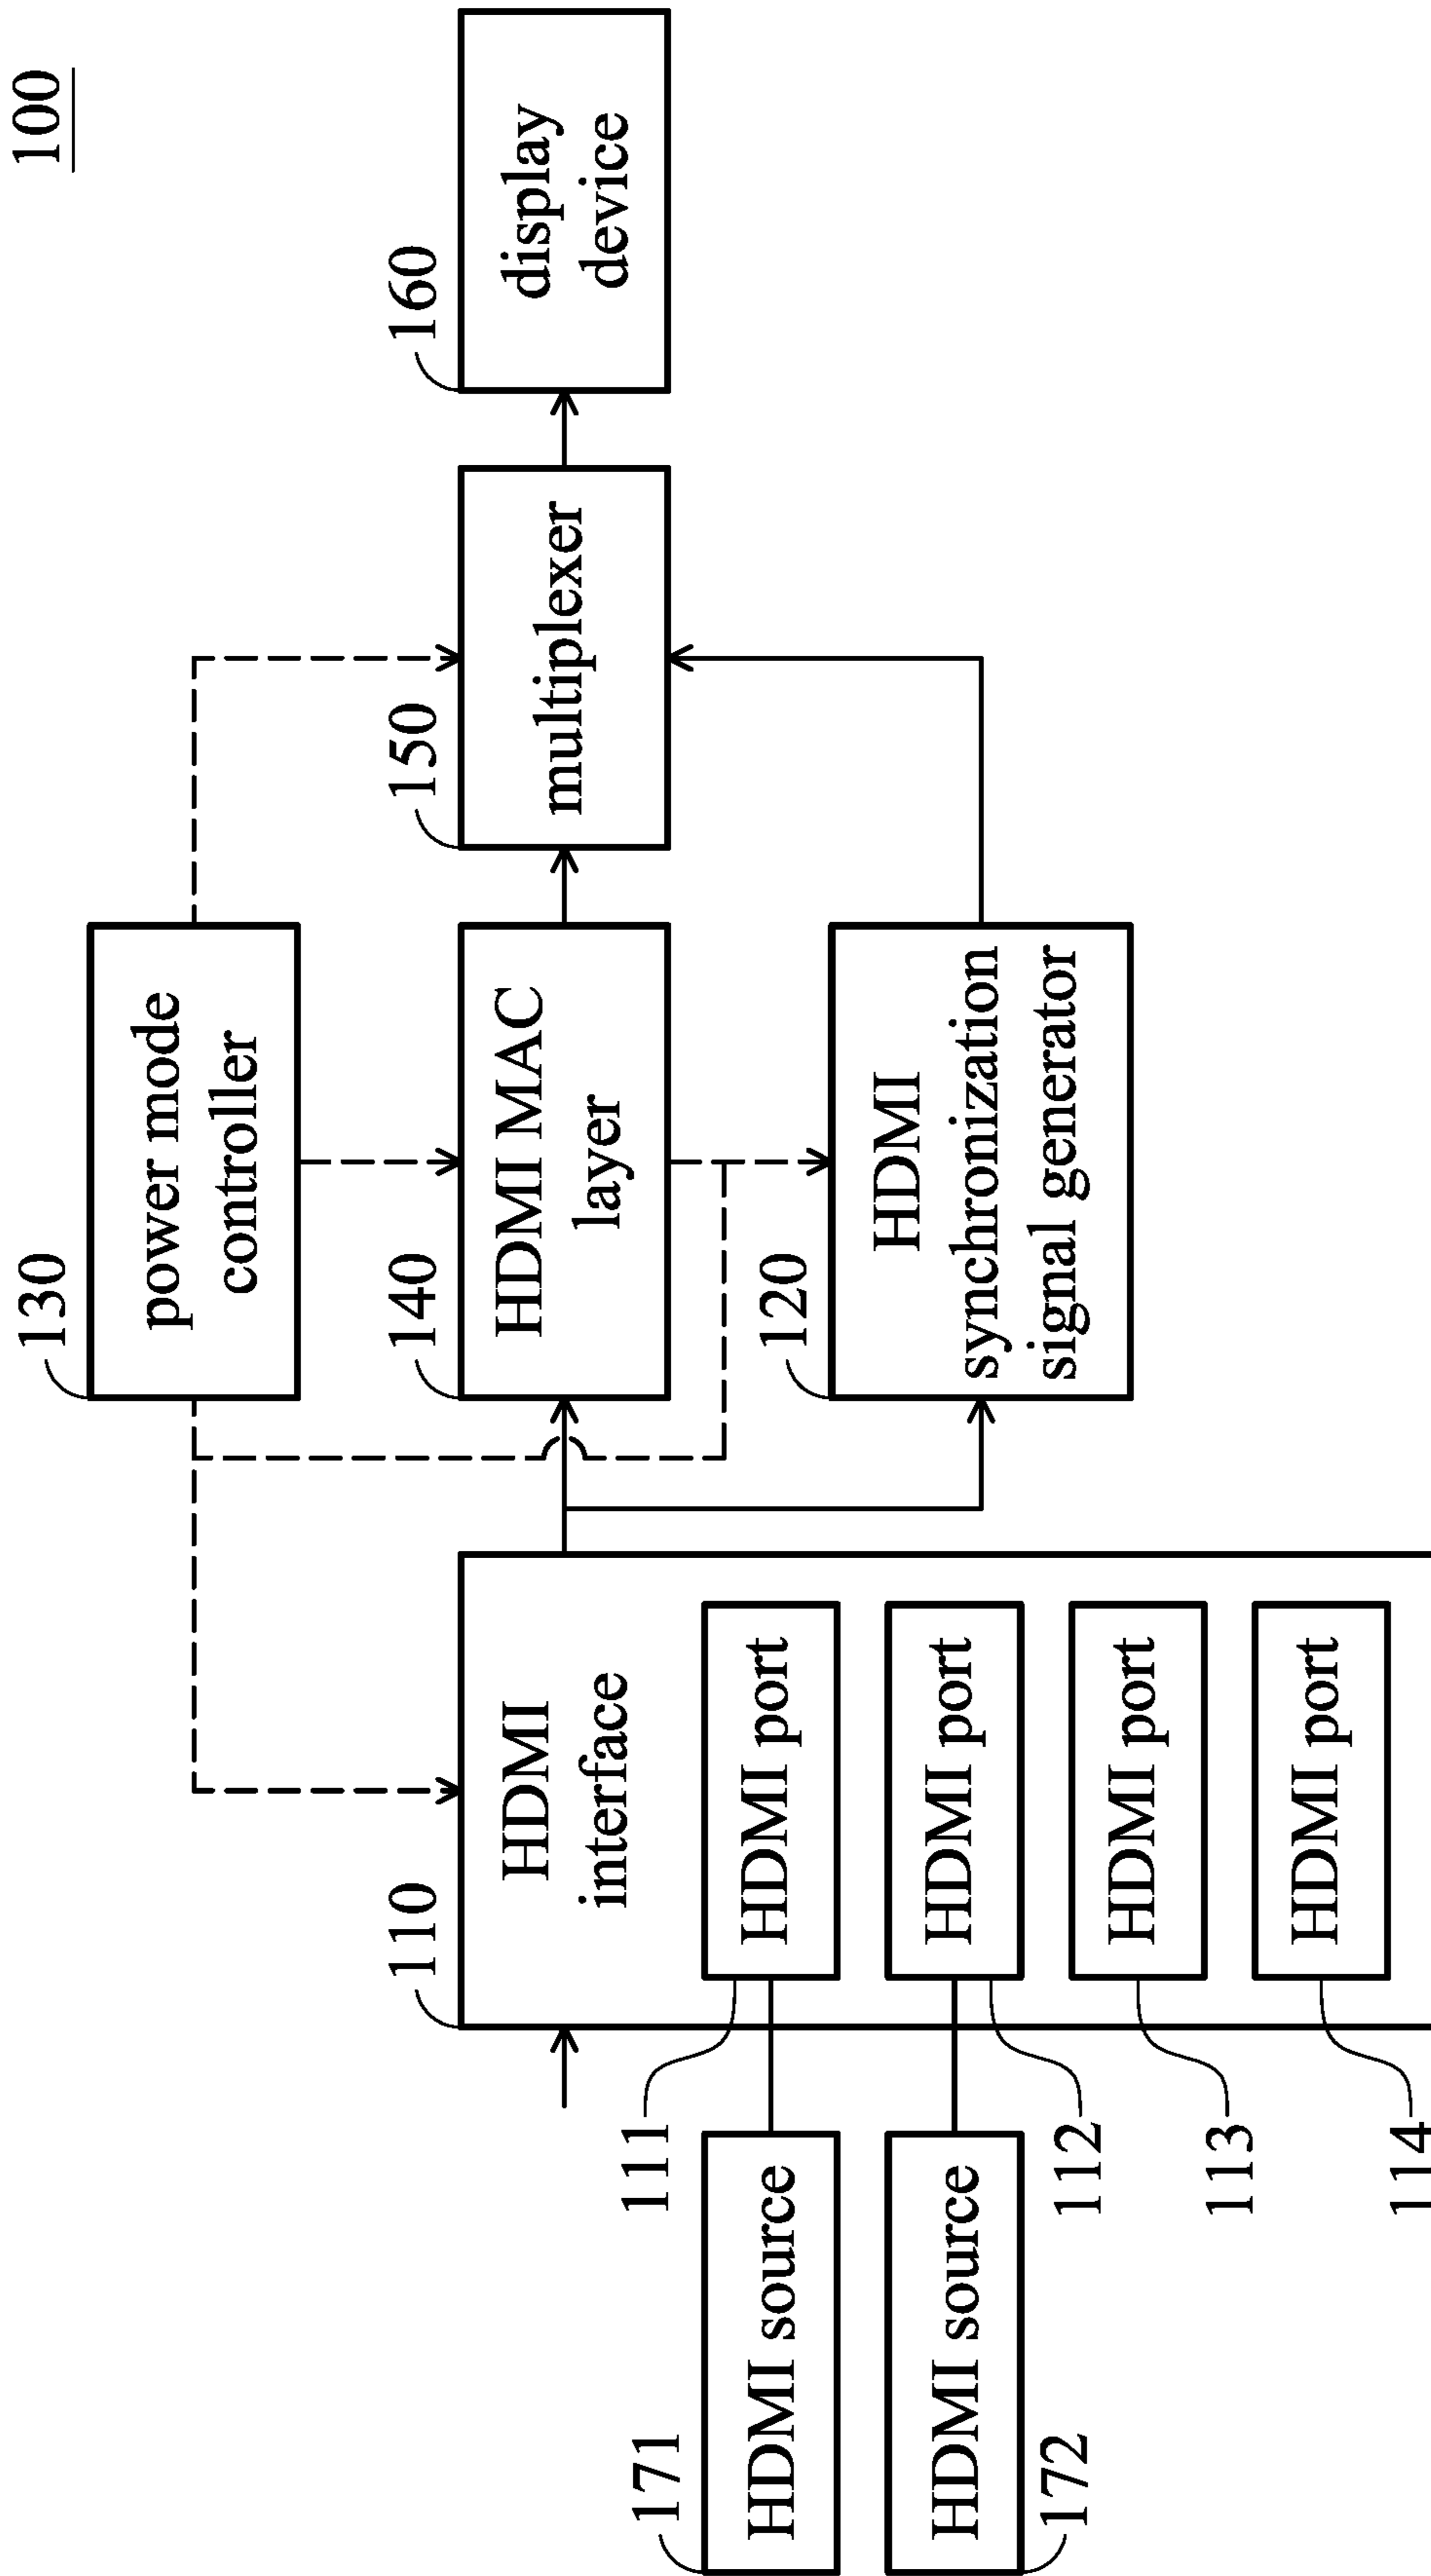 100
130
power mode
controller
110
HDMI
interface
140
HDMI MAC
layer
150
multiplexer
160
display
device
171
HDMI source
111
HDMI port
172
HDMI source
112
HDMI port
113
HDMI port
114
HDMI port
120
HDMI
synchronization
signal generator